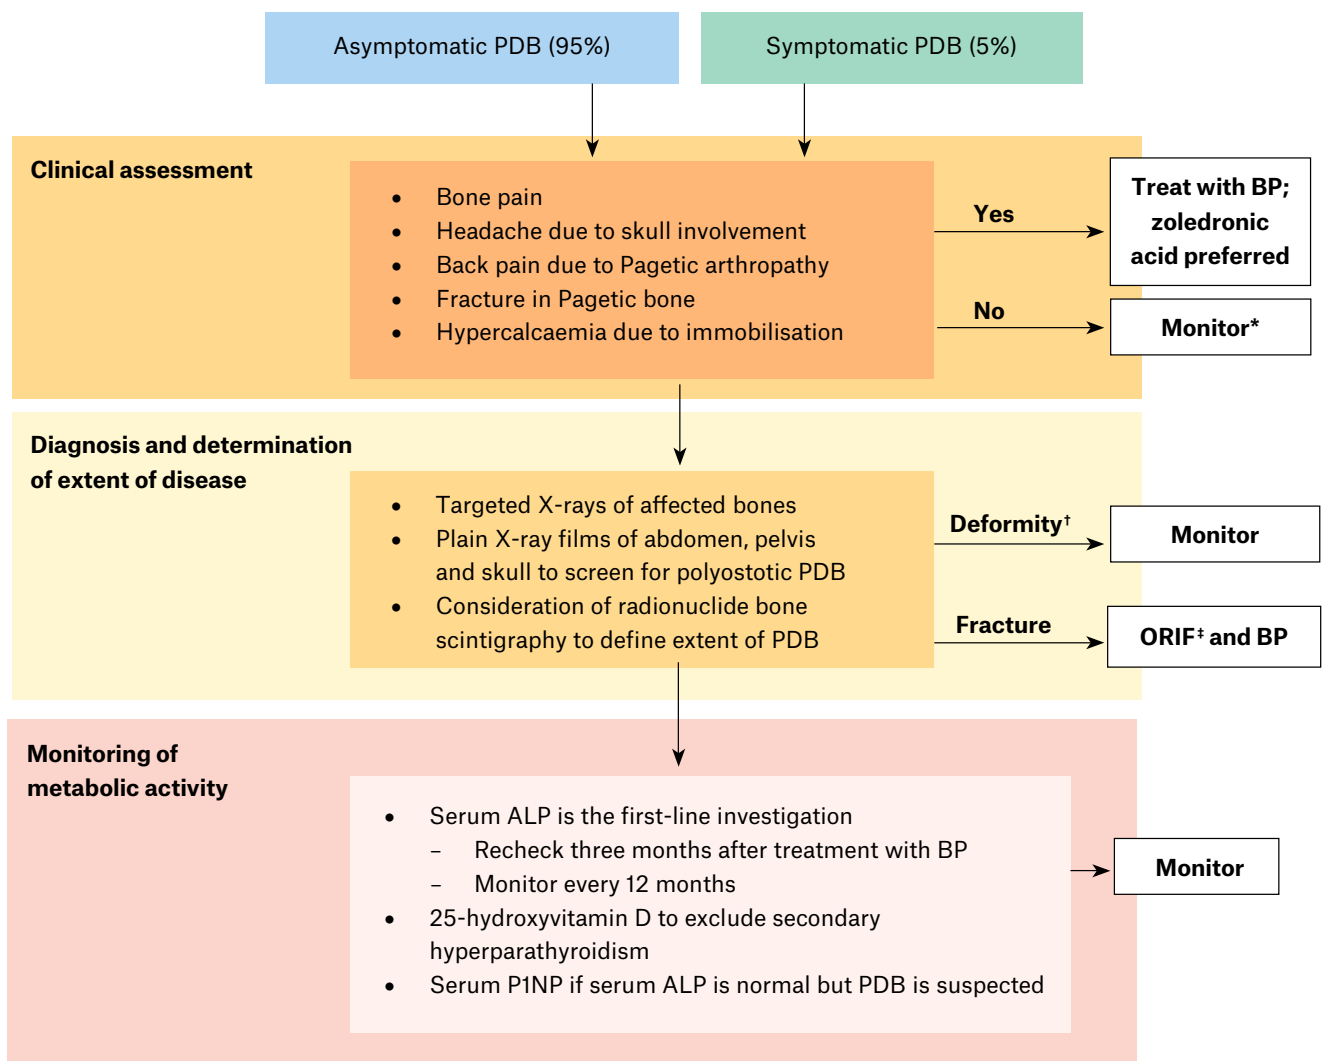 Asymptomatic PDB (95%)
Symptomatic PDB (5%)
Clinical assessment
• Bone pain
• Headache due to skull involvement
• Back pain due to Pagetic arthropathy
• Fracture in Pagetic bone
• Hypercalcaemia due to immobilisation
Yes
Treat with BP;
zoledronic
acid preferred
No
Monitor*
Diagnosis and determination
of extent of disease
• Targeted X-rays of affected bones
• Plain X-ray films of abdomen, pelvis
and skull to screen for polyostotic PDB
• Consideration of radionuclide bone
scintigraphy to define extent of PDB
Deformity†
Monitor
Fracture
ORIF‡ and BP
Monitoring of
metabolic activity
• Serum ALP is the first-line investigation
– Recheck three months after treatment with BP
– Monitor every 12 months
• 25-hydroxyvitamin D to exclude secondary
hyperparathyroidism
• Serum P1NP if serum ALP is normal but PDB is suspected
Monitor